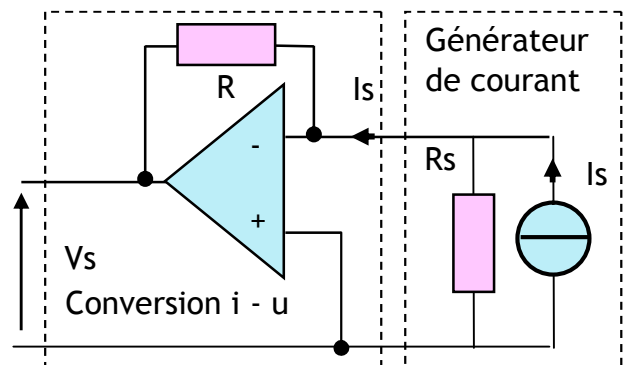 Générateur
de courant
R
Is
Rs
Is
-
+
Vs
Conversion i - u